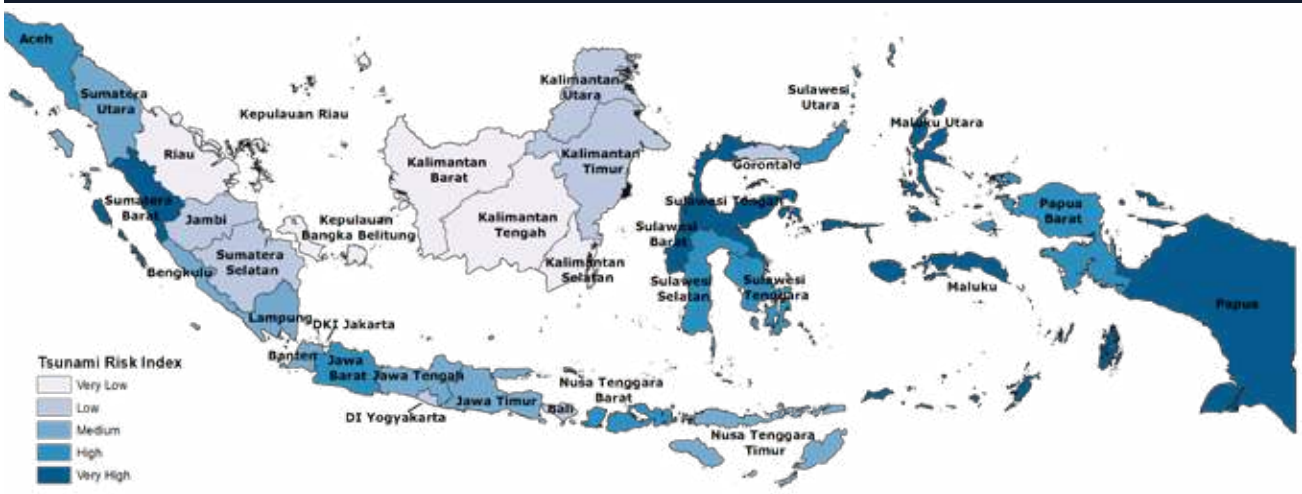 Aceh
Sumatera
Utara
Kepulauan Riau
Riau
Sumatera
Barat
Jambi
Kepulauan
Bangka Belitung
Sumatera
Selatan
Bengkulu
Lampung
DKI Jakarta
Banten
Jawa
Barat
Jawa Tengah
Jawa Timur
DI Yogyakarta
Bali
Nusa Tenggara
Barat
Nusa Tenggara
Timur
Kalimantan
Utara
Kalimantan
Barat
Kalimantan
Timur
Kalimantan
Tengah
Kalimantan
Selatan
Sulawesi
Utara
Gorontalo
Sulawesi Tengah
Sulawesi
Barat
Sulawesi
Selatan
Sulawesi
Tenggara
Maluku Utara
Maluku
Papua
Barat
Papua
Tsunami Risk Index
Very Low
Low
Medium
High
Very High